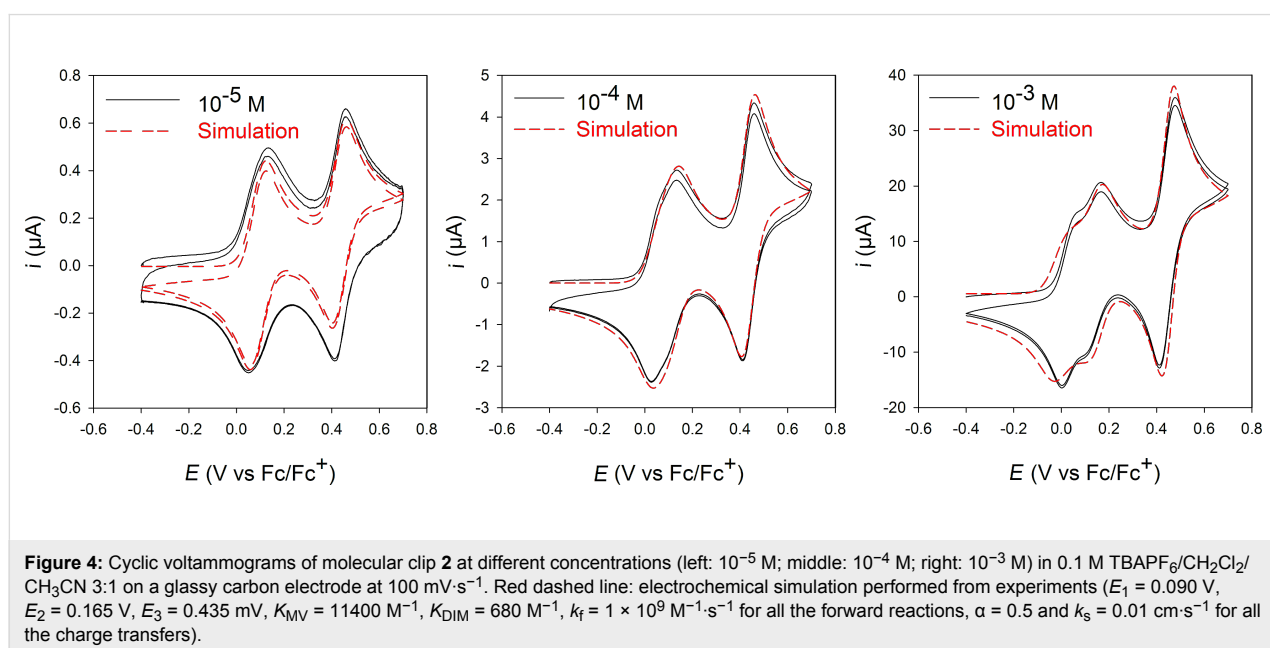 0.8
0.6
0.4
0.2
0.0
-0.2
-0.4
-0.6
i (µA)
10⁻⁵ M
Simulation
-0.6 -0.4 -0.2 0.0 0.2 0.4 0.6 0.8
E (V vs Fc/Fc⁺)
5
4
3
2
1
0
-1
-2
-3
i (µA)
10⁻⁴ M
Simulation
-0.6 -0.4 -0.2 0.0 0.2 0.4 0.6 0.8
E (V vs Fc/Fc⁺)
40
30
20
10
0
-10
-20
i (µA)
10⁻³ M
Simulation
-0.6 -0.4 -0.2 0.0 0.2 0.4 0.6 0.8
E (V vs Fc/Fc⁺)
Figure 4: Cyclic voltammograms of molecular clip 2 at different concentrations (left: 10⁻⁵ M; middle: 10⁻⁴ M; right: 10⁻³ M) in 0.1 M TBAPF₆/CH₂Cl₂/
CH₃CN 3:1 on a glassy carbon electrode at 100 mV·s⁻¹. Red dashed line: electrochemical simulation performed from experiments (E₁ = 0.090 V,
E₂ = 0.165 V, E₃ = 0.435 mV, K_MV = 11400 M⁻¹, K_DIM = 680 M⁻¹, k_f = 1 × 10⁹ M⁻¹·s⁻¹ for all the forward reactions, α = 0.5 and k_s = 0.01 cm·s⁻¹ for all
the charge transfers).